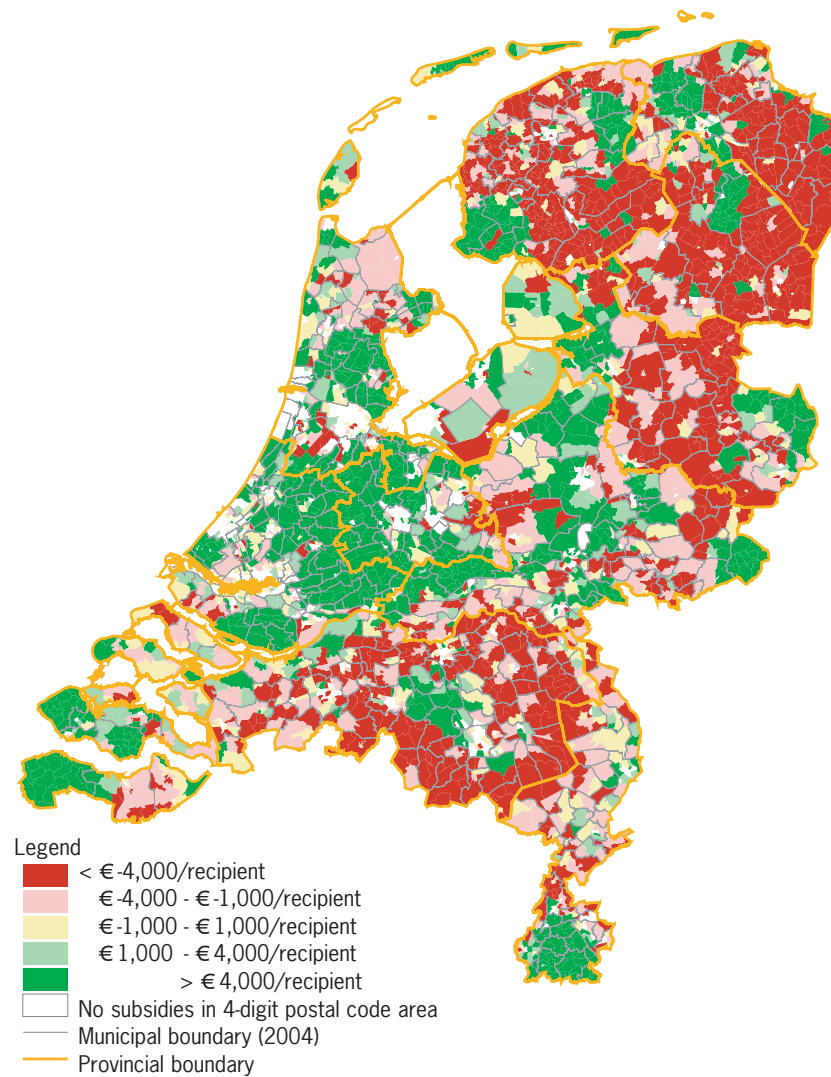 Legend
< €-4,000/recipient
€-4,000 - €-1,000/recipient
€-1,000 - €1,000/recipient
€1,000 - €4,000/recipient
> €4,000/recipient
No subsidies in 4-digit postal code area
Municipal boundary (2004)
Provincial boundary